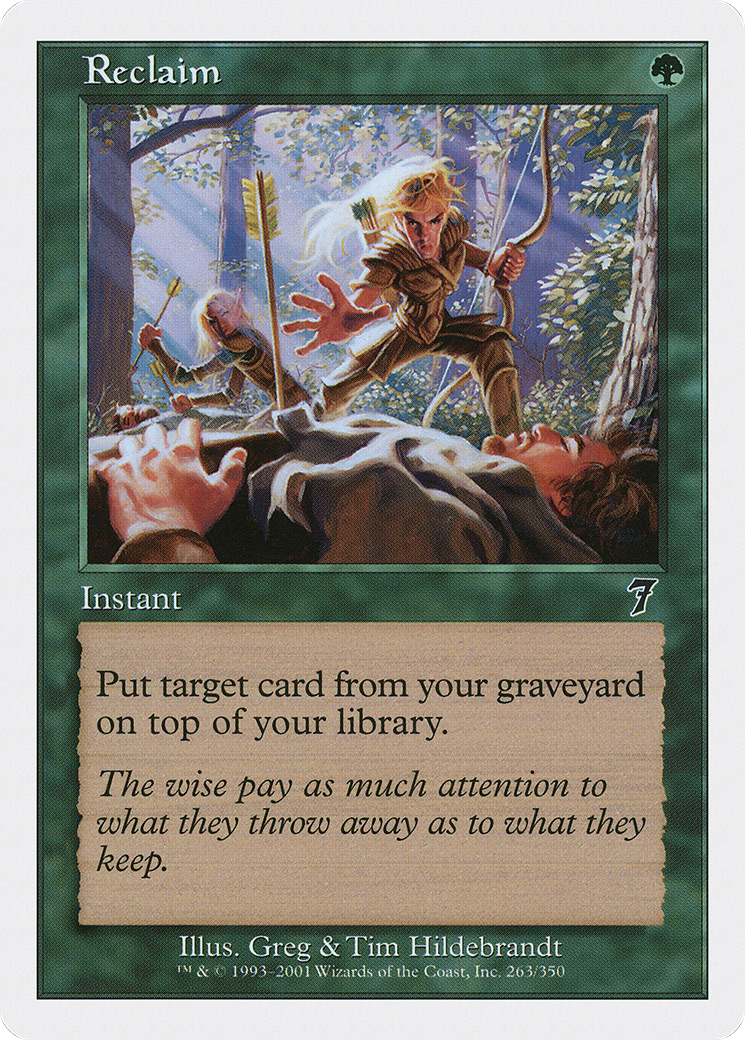 Reclaim
Instant
7
Put target card from your graveyard
on top of your library.
The wise pay as much attention to
what they throw away as to what they
keep.
Illus. Greg & Tim Hildebrandt
™ & © 1993–2001 Wizards of the Coast, Inc. 263/350